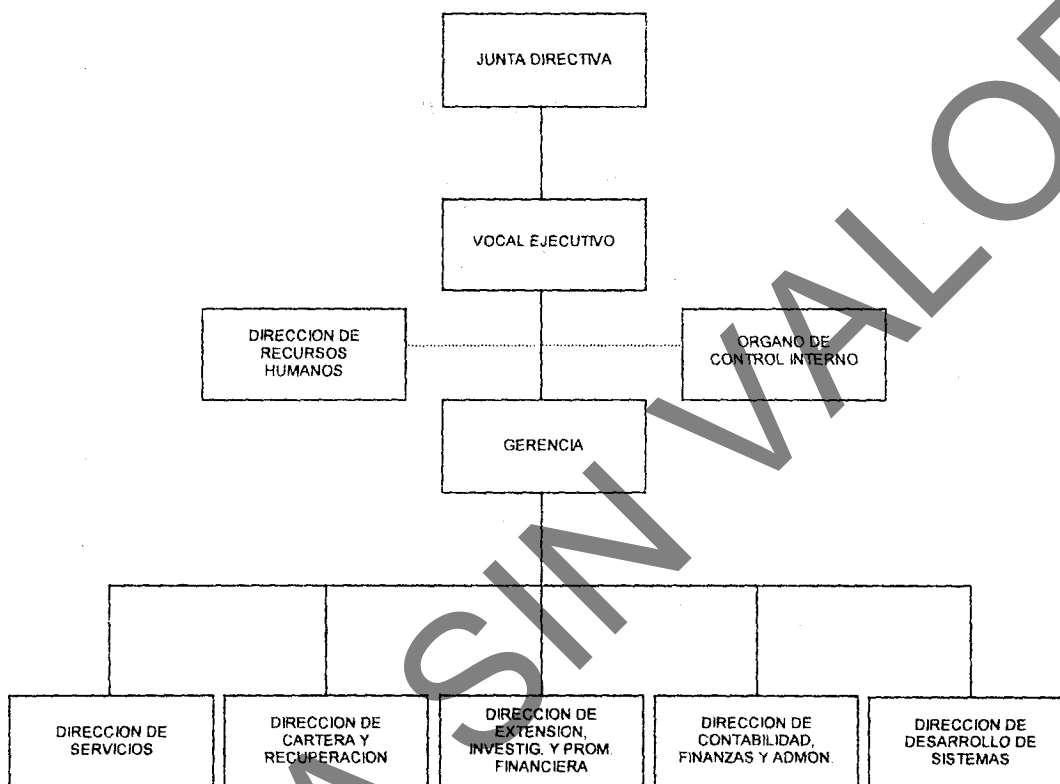 JUNTA DIRECTIVA
VOCAL EJECUTIVO
DIRECCION DE
RECURSOS
HUMANOS
ORGANO DE
CONTROL INTERNO
GERENCIA
DIRECCION DE
SERVICIOS
DIRECCION DE
CARTERA Y
RECUPERACION
DIRECCION DE
EXTENSION,
INVESTIG. Y PROM.
FINANCIERA
DIRECCION DE
CONTABILIDAD,
FINANZAS Y ADMON.
DIRECCION DE
DESARROLLO DE
SISTEMAS
SIN VALOR